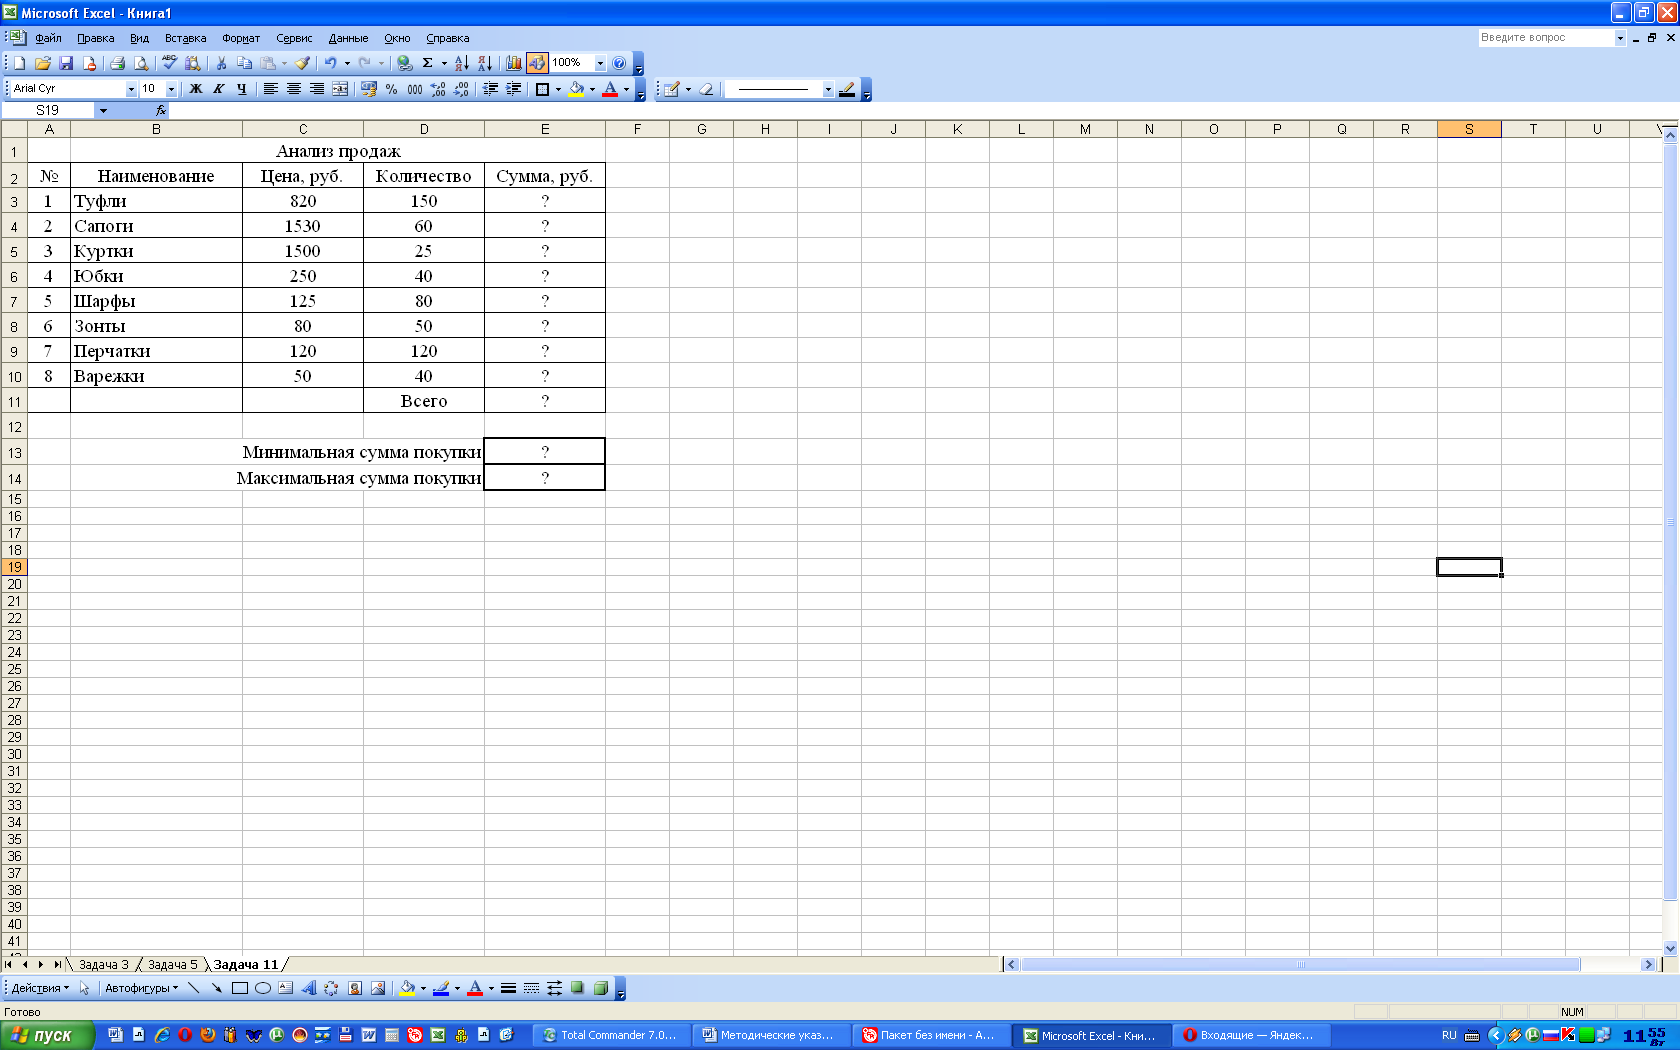 Microsoft Excel - Книга1
Файл Правка Вид Вставка Формат Сервис Данные Окно Справка Введите вопрос
100%
Arial Cyr 10 Ж К Ч % 000
S19 fx
A B C D E F G H I J K L M N O P Q R S T U
1 Анализ продаж
2 № Наименование Цена, руб. Количество Сумма, руб.
3 1 Туфли 820 150 ?
4 2 Сапоги 1530 60 ?
5 3 Куртки 1500 25 ?
6 4 Юбки 250 40 ?
7 5 Шарфы 125 80 ?
8 6 Зонты 80 50 ?
9 7 Перчатки 120 120 ?
10 8 Варежки 50 40 ?
11 Всего ?
12
13 Минимальная сумма покупки ?
14 Максимальная сумма покупки ?
15
16
17
18
19
20
21
22
23
24
25
26
27
28
29
30
31
32
33
34
35
36
37
38
39
40
41
Задача 3 Задача 5 Задача 11
Действия Автофигуры
Готово NUM
пуск Total Commander 7.0... Методические указ... Пакет без имени - A... Microsoft Excel - Кни... Входящие — Яндек... RU 11 55 Вт